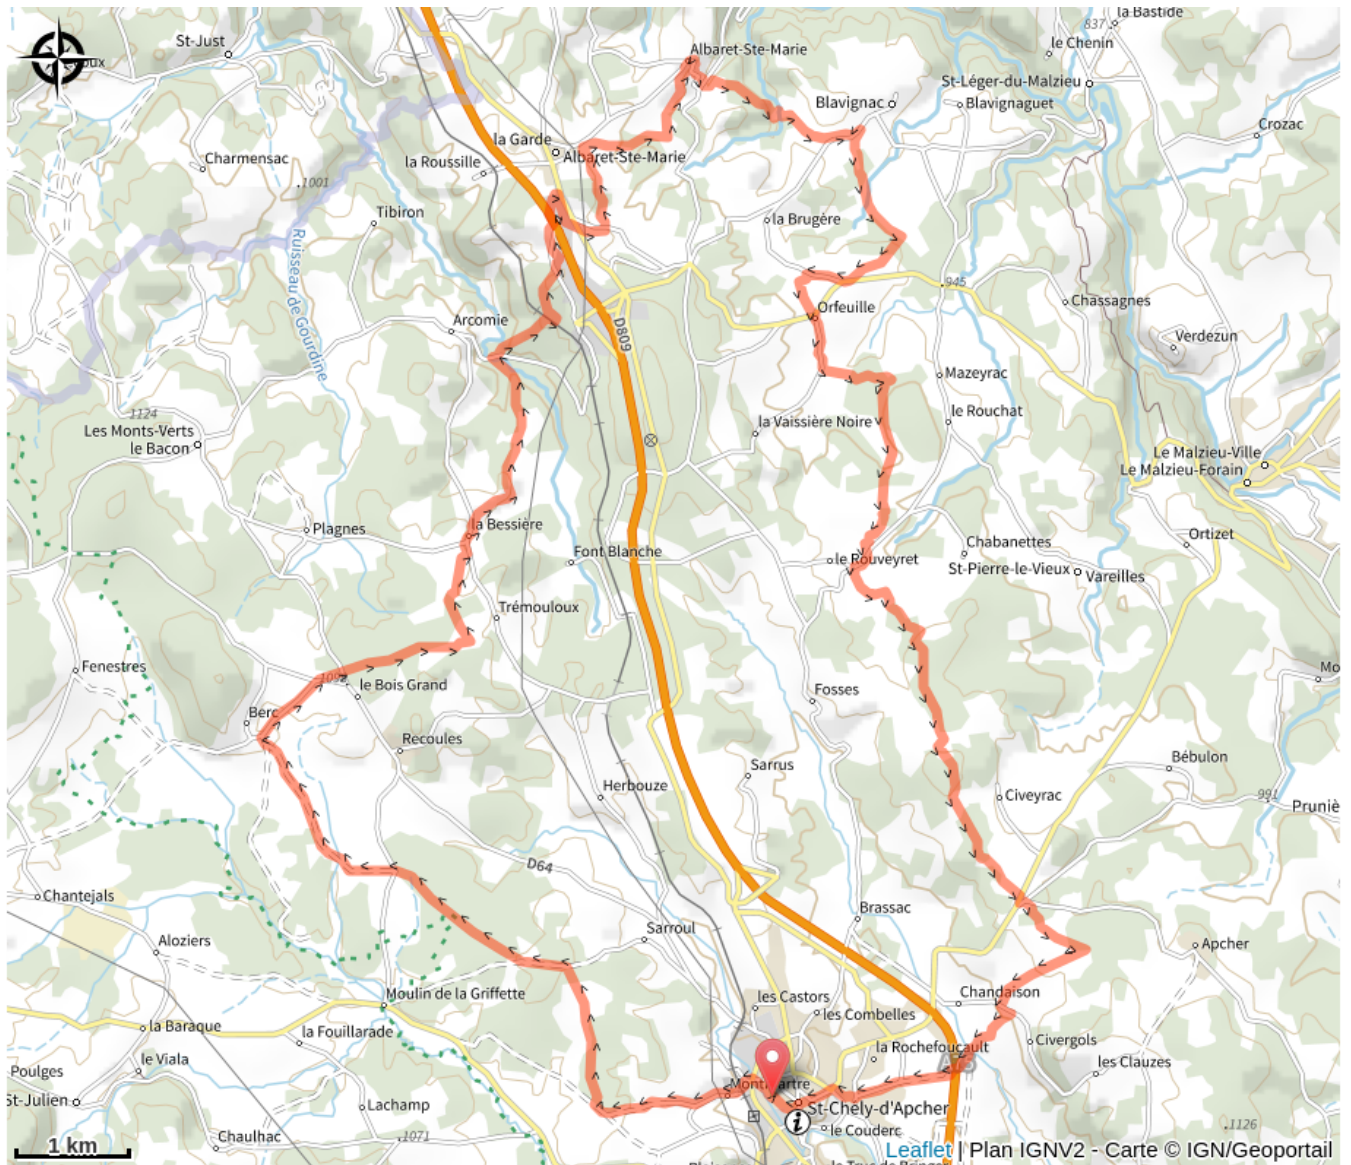 la Bastide
837
St-Just
Albaret-Ste-Marie
le Chenin
St-Léger-du-Malzieu
Blavignac
Blavignaguet
Crozac
la Garde
Albaret-Ste-Marie
la Roussille
Charmensac
1001
Tibiron
la Brugére
Ruisseau de Gourdine
945
Chassagnes
Orfeuille
Arcomie
D809
Verdezun
Mazeyrac
1124
le Rouchat
Les Monts-Verts
le Bacon
la Vaissière Noire
Le Malzieu-Ville
Le Malzieu-Forain
la Bessière
Plagnes
Ortizet
Font Blanche
le Rouveyret
Chabanettes
St-Pierre-le-Vieux
Vareilles
Trémouloux
Fenestres
le Bois Grand
Fosses
Berc
Recoules
Sarrus
Bébulon
Herbouze
Civeyrac
991
Pruniè
D64
Chantejals
Brassac
Sarroul
Aloziers
Apcher
Moulin de la Griffette
les Castors
Chandaison
les Combelles
la Baraque
la Fouillarade
la Rochefoucault
Civergols
le Viala
A75
les Clauzes
Poulges
St-Julien
Montmartre
Lachamp
St-Chély-d'Apcher
le Couderc
Chaulhac
1071
1126
1 km
Leaflet | Plan IGNV2 - Carte © IGN/Geoportail